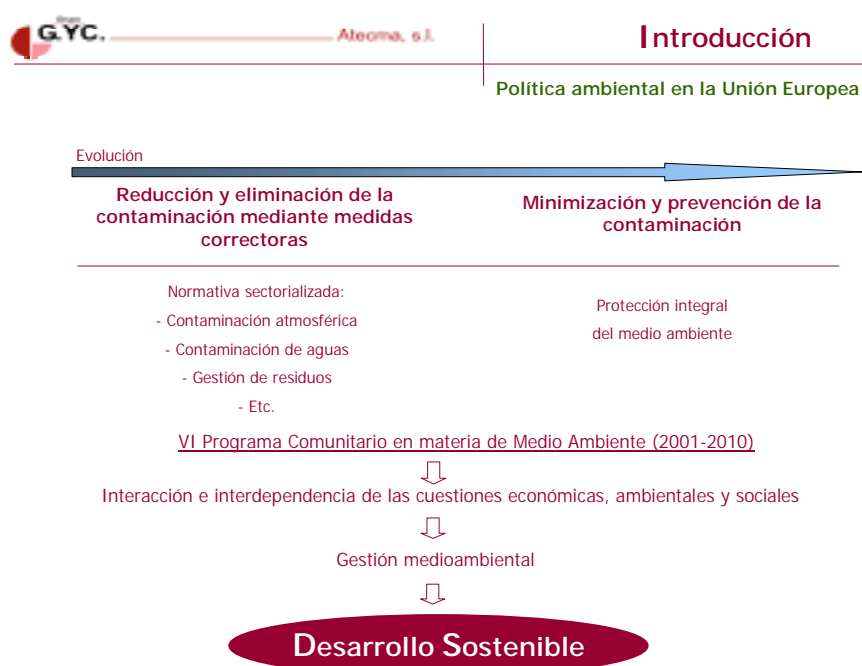 Grupo
G.YC.
Atecma, s.l.
Introducción
Política ambiental en la Unión Europea
Evolución
Reducción y eliminación de la
contaminación mediante medidas
correctoras
Minimización y prevención de la
contaminación
Normativa sectorializada:
- Contaminación atmosférica
- Contaminación de aguas
- Gestión de residuos
- Etc.
Protección integral
del medio ambiente
VI Programa Comunitario en materia de Medio Ambiente (2001-2010)
Interacción e interdependencia de las cuestiones económicas, ambientales y sociales
Gestión medioambiental
Desarrollo Sostenible